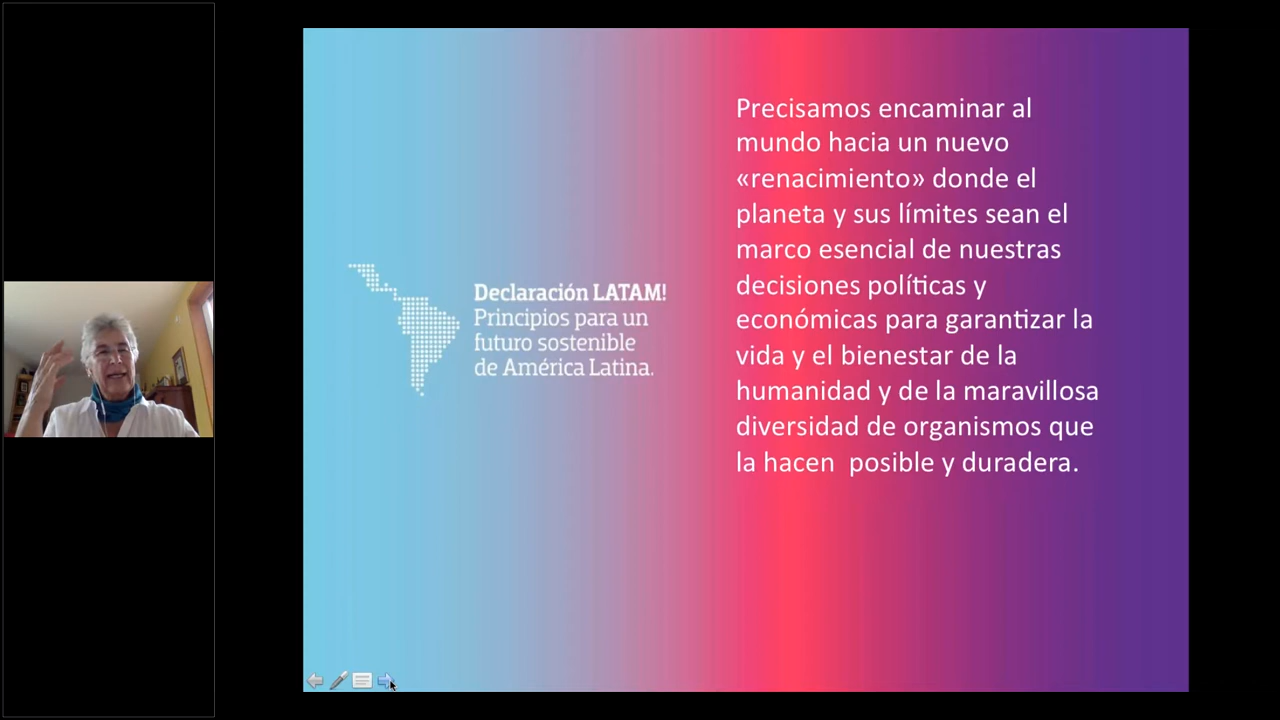 Declaración LATAM!
Principios para un
futuro sostenible
de América Latina.
Precisamos encaminar al
mundo hacia un nuevo
«renacimiento» donde el
planeta y sus límites sean el
marco esencial de nuestras
decisiones políticas y
económicas para garantizar la
vida y el bienestar de la
humanidad y de la maravillosa
diversidad de organismos que
la hacen  posible y duradera.